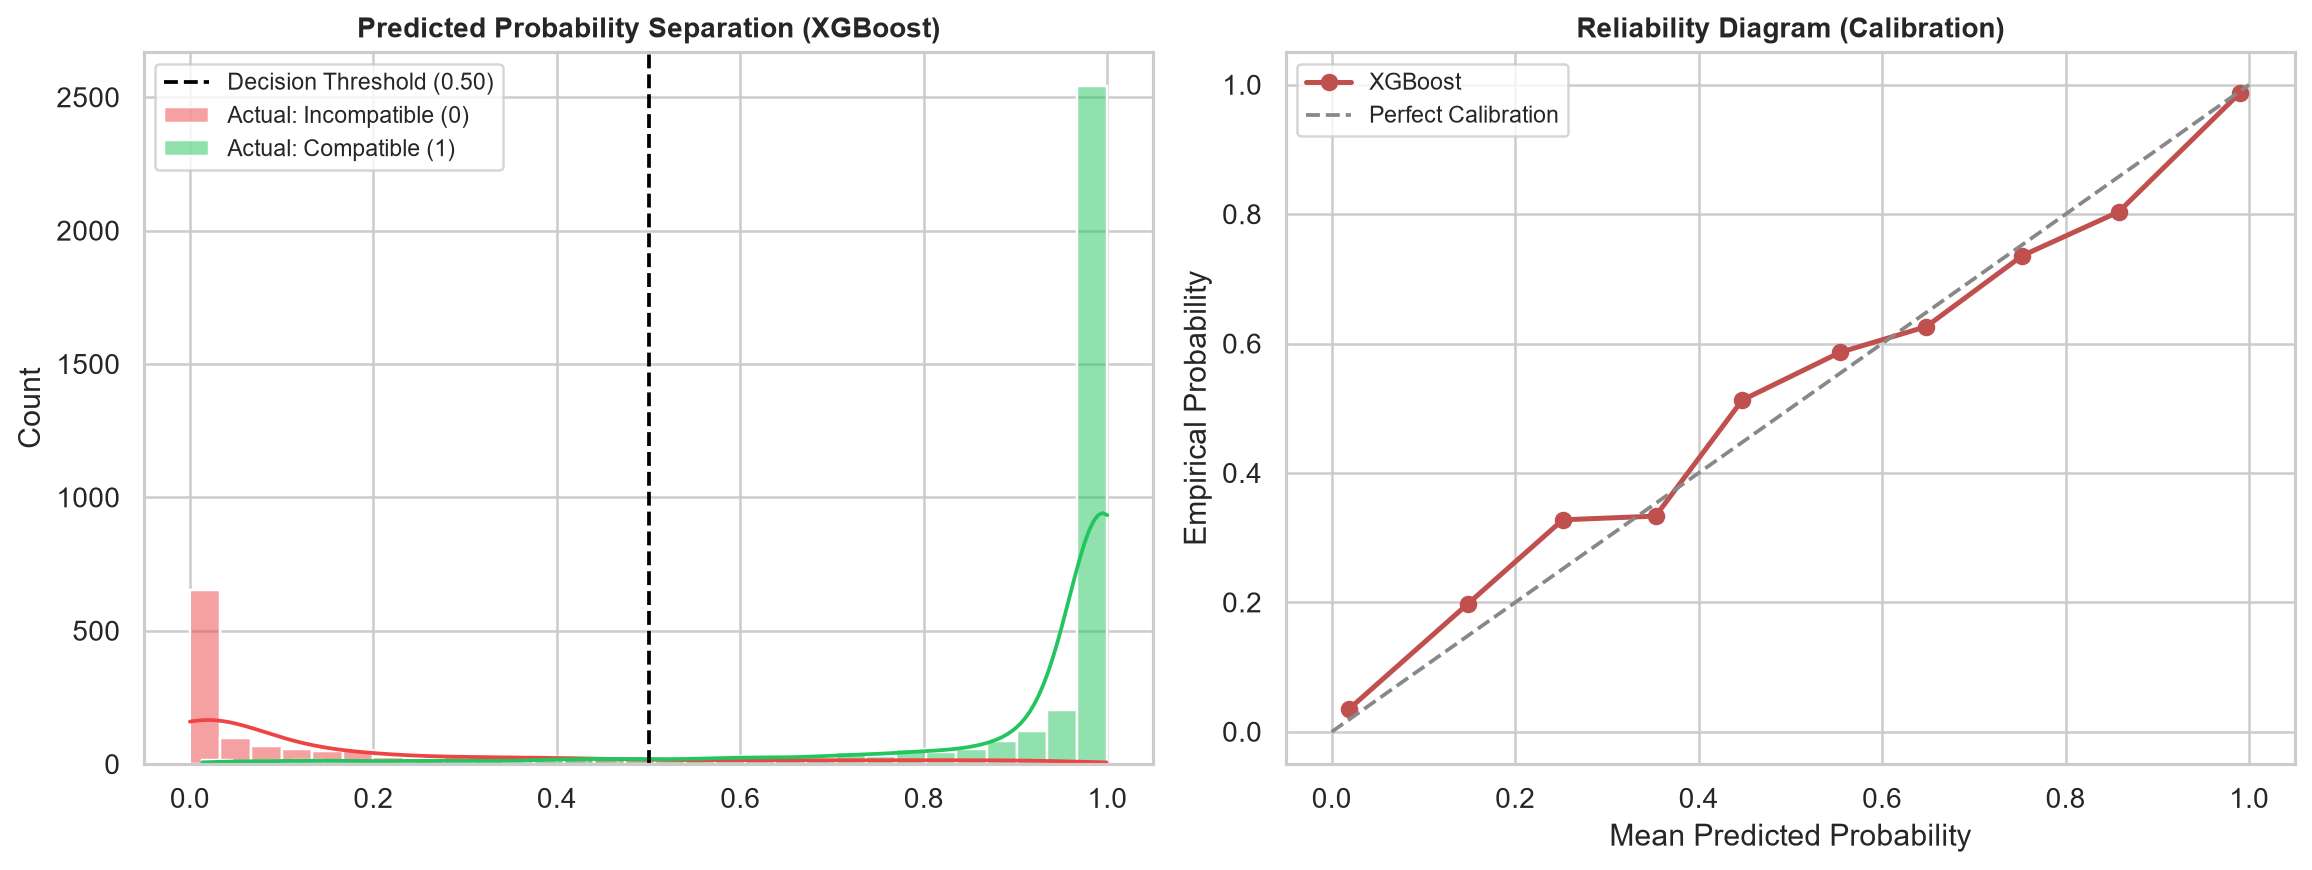 Predicted Probability Separation (XGBoost)
Decision Threshold (0.50)
Actual: Incompatible (0)
Actual: Compatible (1)
2500
2000
1500
1000
500
0
Count
0.0 0.2 0.4 0.6 0.8 1.0
Reliability Diagram (Calibration)
XGBoost
Perfect Calibration
1.0
0.8
0.6
0.4
0.2
0.0
Empirical Probability
0.0 0.2 0.4 0.6 0.8 1.0
Mean Predicted Probability